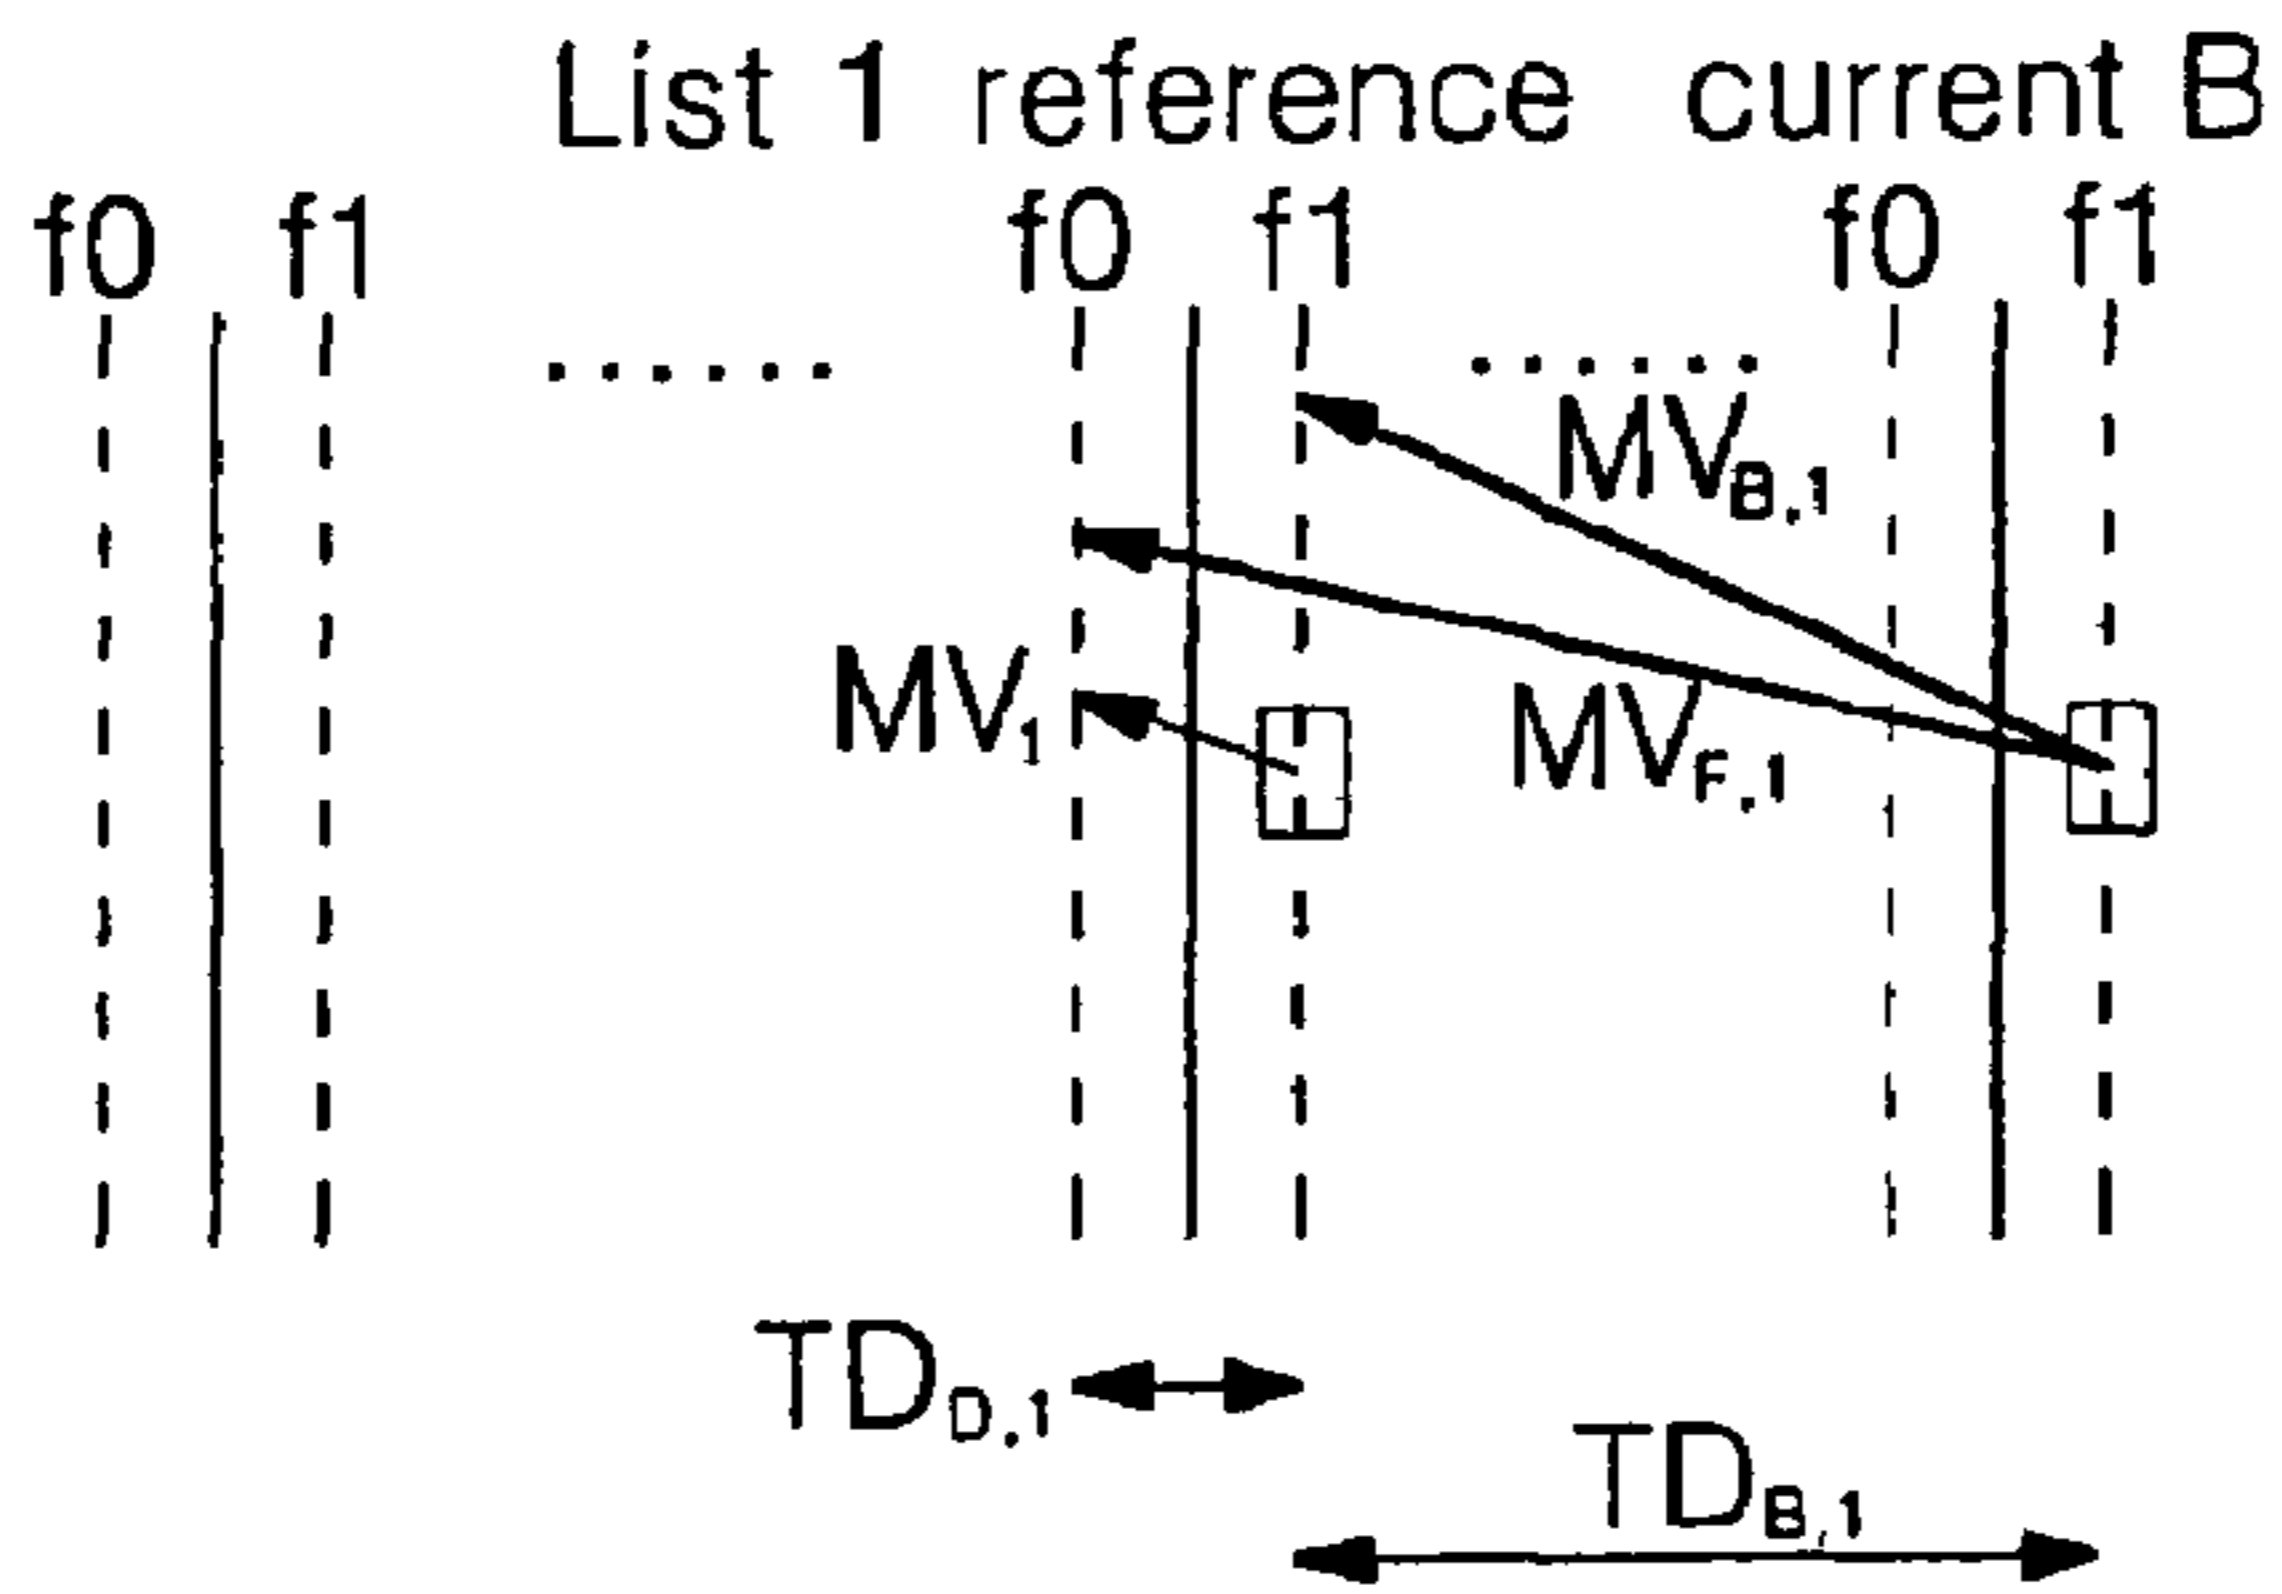 List 1 reference current B
f0 f1 f0 f1 f0 f1
MV_B,1
MV_1
MV_F,1
TD_D,1
TD_B,1